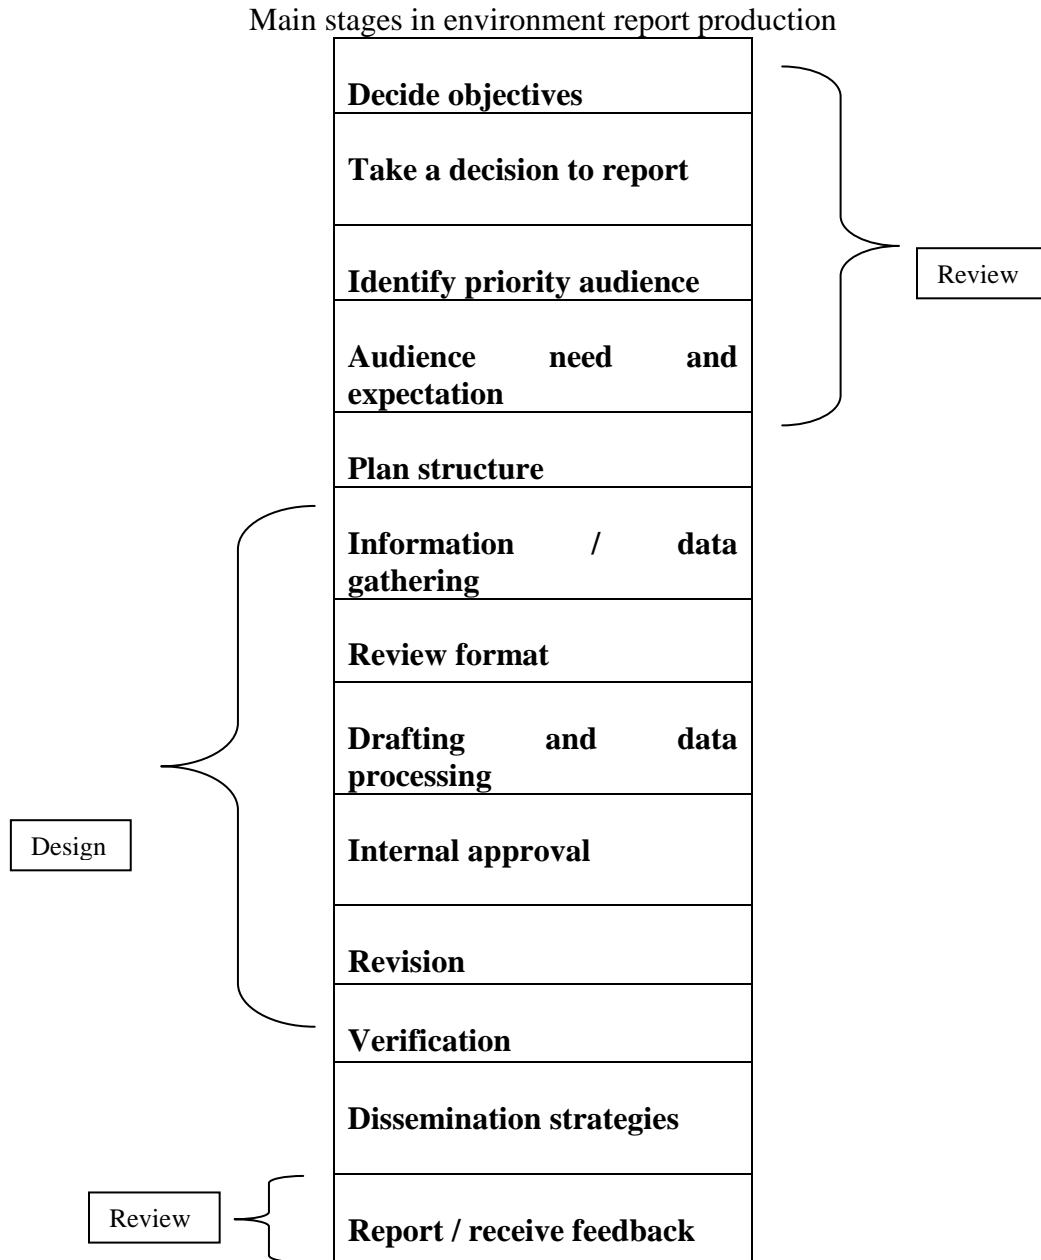 Main stages in environment report production
Decide objectives
Take a decision to report
Identify priority audience
Review
Audience need and
expectation
Plan structure
Information / data
gathering
Review format
Drafting and data
processing
Internal approval
Design
Revision
Verification
Dissemination strategies
Review
Report / receive feedback